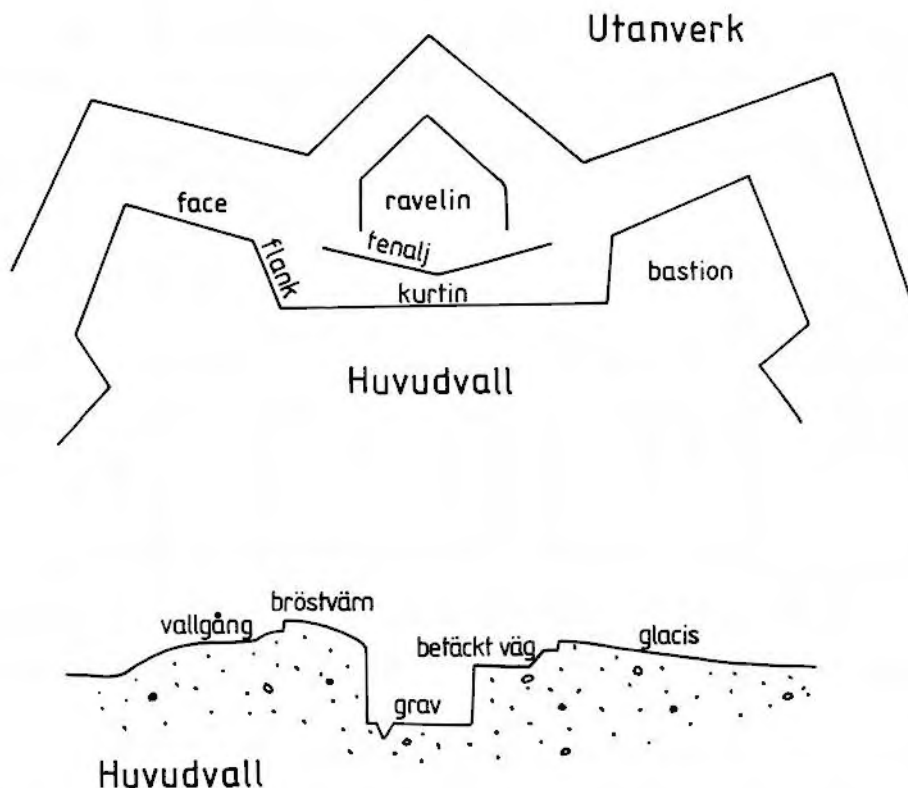 Utanverk
face
ravelin
flank
tenalj
bastion
kurtin
Huvudvall
bröstvärn
vallgång
betäckt väg
glacis
grav
Huvudvall